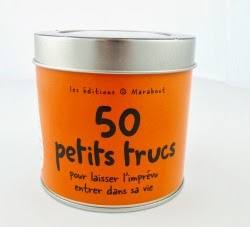 les éditions @ Marabout
50
petits trucs
pour laisser l'imprévu
entrer dans sa vie